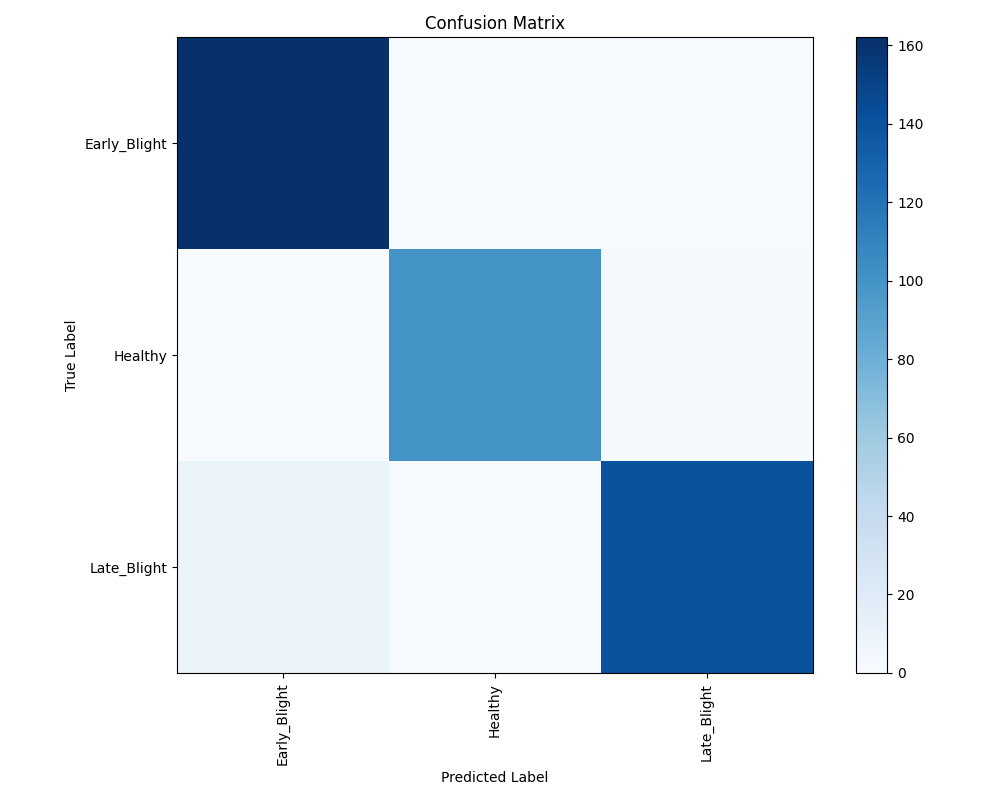 Confusion Matrix
True Label
Early_Blight
Healthy
Late_Blight
Early_Blight
Healthy
Late_Blight
Predicted Label
160
140
120
100
80
60
40
20
0